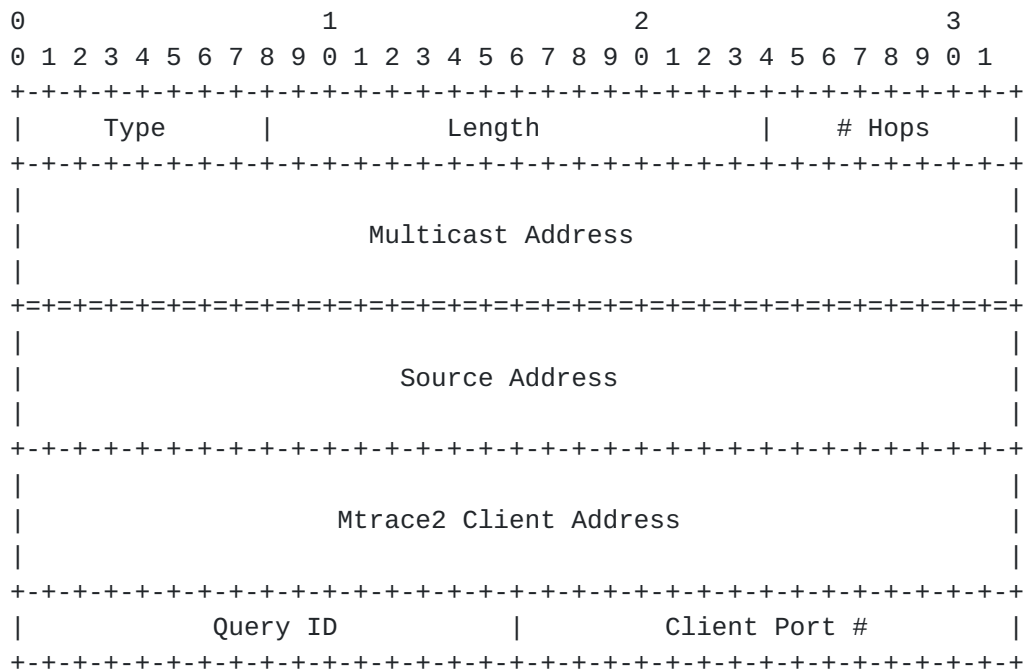 0                   1                   2                   3
0 1 2 3 4 5 6 7 8 9 0 1 2 3 4 5 6 7 8 9 0 1 2 3 4 5 6 7 8 9 0 1
+-+-+-+-+-+-+-+-+-+-+-+-+-+-+-+-+-+-+-+-+-+-+-+-+-+-+-+-+-+-+-+-+
|     Type      |           Length              |    # Hops     |
+-+-+-+-+-+-+-+-+-+-+-+-+-+-+-+-+-+-+-+-+-+-+-+-+-+-+-+-+-+-+-+-+
|                                                               |
|                      Multicast Address                        |
|                                                               |
+=+=+=+=+=+=+=+=+=+=+=+=+=+=+=+=+=+=+=+=+=+=+=+=+=+=+=+=+=+=+=+=+
|                                                               |
|                        Source Address                         |
|                                                               |
+-+-+-+-+-+-+-+-+-+-+-+-+-+-+-+-+-+-+-+-+-+-+-+-+-+-+-+-+-+-+-+-+
|                                                               |
|                    Mtrace2 Client Address                     |
|                                                               |
+-+-+-+-+-+-+-+-+-+-+-+-+-+-+-+-+-+-+-+-+-+-+-+-+-+-+-+-+-+-+-+-+
|            Query ID           |         Client Port #         |
+-+-+-+-+-+-+-+-+-+-+-+-+-+-+-+-+-+-+-+-+-+-+-+-+-+-+-+-+-+-+-+-+